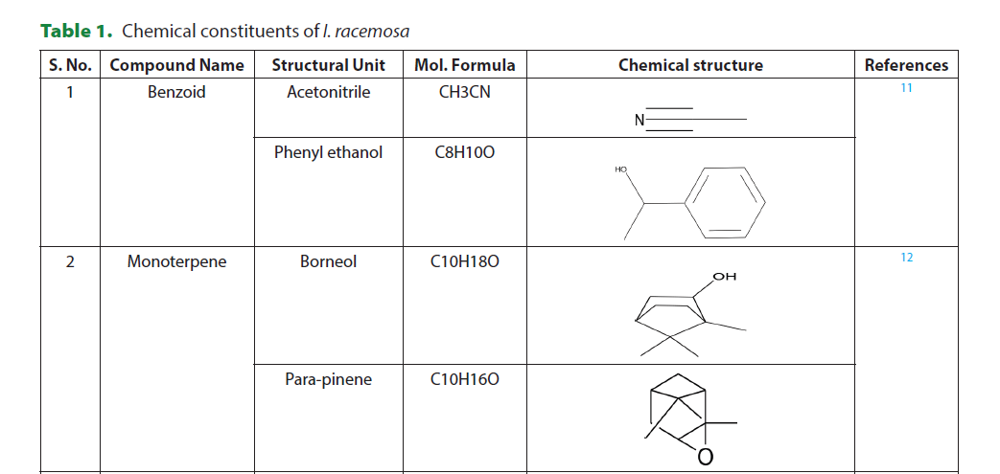 Table 1. Chemical constituents of I. racemosa
S. No. Compound Name Structural Unit Mol. Formula Chemical structure References
1 Benzoid Acetonitrile CH3CN 11
N
Phenyl ethanol C8H10O
HO
2 Monoterpene Borneol C10H18O 12
OH
Para-pinene C10H16O
O